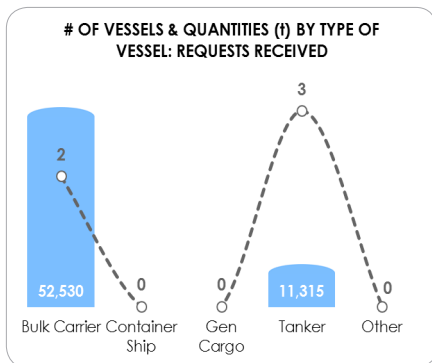 # OF VESSELS & QUANTITIES (t) BY TYPE OF
VESSEL: REQUESTS RECEIVED
3
2
0
0
0
52,530
11,315
Bulk Carrier
Container
Ship
Gen
Cargo
Tanker
Other